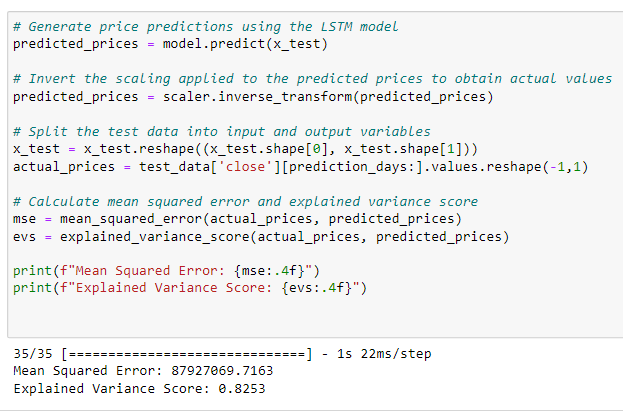 # Generate price predictions using the LSTM model
predicted_prices = model.predict(x_test)
# Invert the scaling applied to the predicted prices to obtain actual values
predicted_prices = scaler.inverse_transform(predicted_prices)
# Split the test data into input and output variables
x_test = x_test.reshape((x_test.shape[0], x_test.shape[1]))
actual_prices = test_data['close'][prediction_days:].values.reshape(-1,1)
# Calculate mean squared error and explained variance score
mse = mean_squared_error(actual_prices, predicted_prices)
evs = explained_variance_score(actual_prices, predicted_prices)
print(f"Mean Squared Error: {mse:.4f}")
print(f"Explained Variance Score: {evs:.4f}")
35/35 [==============================] - 1s 22ms/step
Mean Squared Error: 87927069.7163
Explained Variance Score: 0.8253